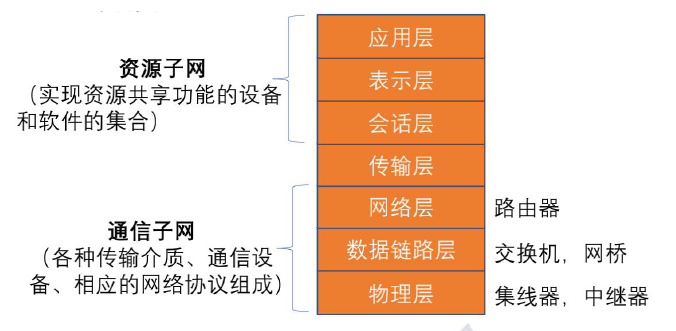 应用层
资源子网
表示层
（实现资源共享功能的设备
和软件的集合）
会话层
传输层
网络层
路由器
通信子网
（各种传输介质、通信设
备、相应的网络协议组成）
数据链路层
交换机，网桥
物理层
集线器，中继器